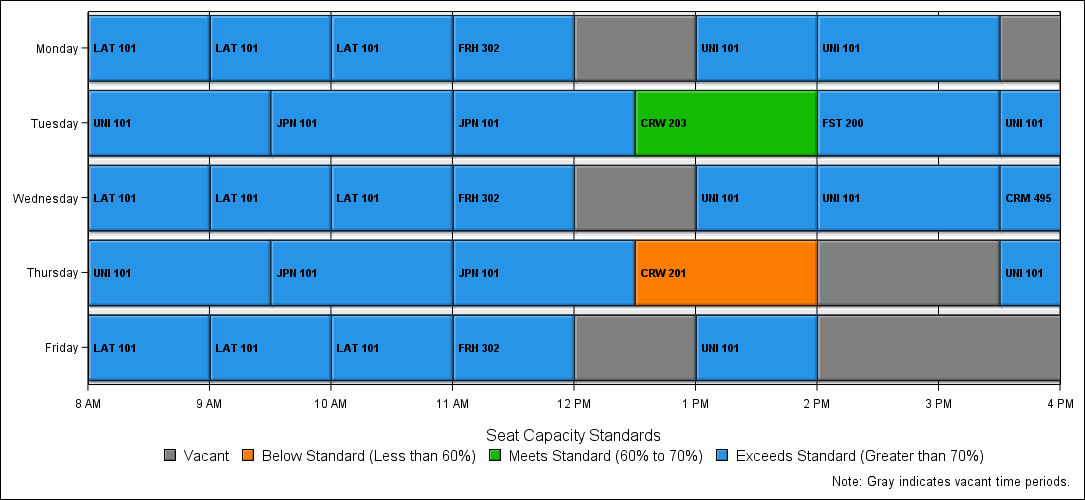 Monday LAT 101 LAT 101 LAT 101 FRH 302 UNI 101 UNI 101
Tuesday UNI 101 JPN 101 JPN 101 CRW 203 FST 200 UNI 101
Wednesday LAT 101 LAT 101 LAT 101 FRH 302 UNI 101 UNI 101 CRM 495
Thursday UNI 101 JPN 101 JPN 101 CRW 201 UNI 101
Friday LAT 101 LAT 101 LAT 101 FRH 302 UNI 101
8 AM 9 AM 10 AM 11 AM 12 PM 1 PM 2 PM 3 PM 4 PM
Seat Capacity Standards
Vacant Below Standard (Less than 60%) Meets Standard (60% to 70%) Exceeds Standard (Greater than 70%)
Note: Gray indicates vacant time periods.